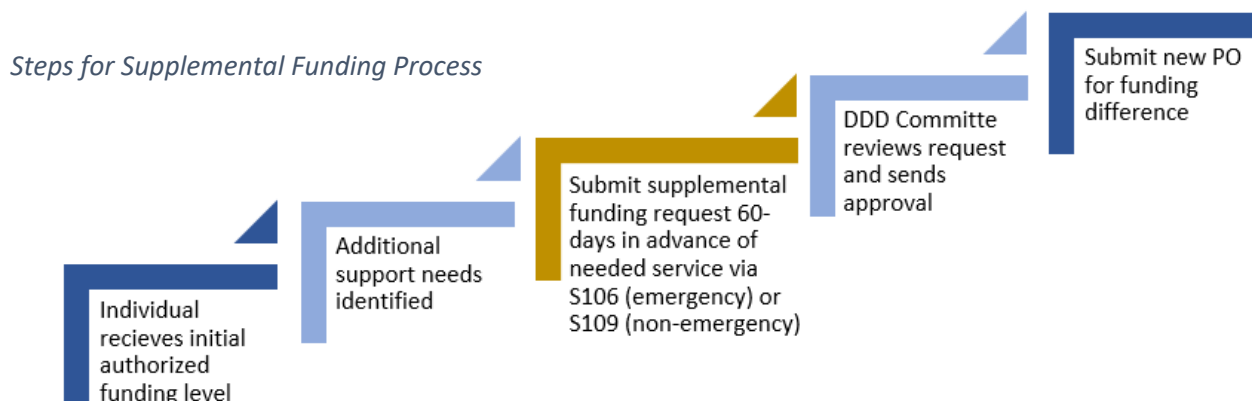 Steps for Supplemental Funding Process
Individual
recieves initial
authorized
funding level
Additional
support needs
identified
Submit supplemental
funding request 60-
days in advance of
needed service via
S106 (emergency) or
S109 (non-emergency)
DDD Committe
reviews request
and sends
approval
Submit new PO
for funding
difference